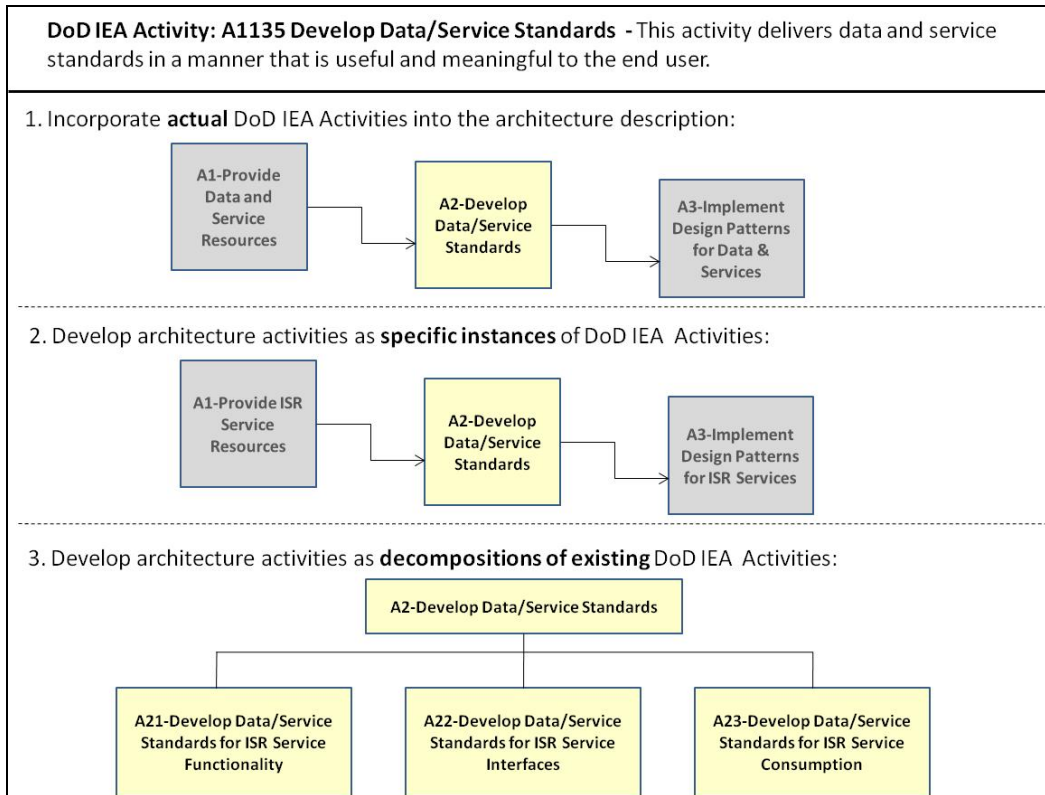 DoD IEA Activity: A1135 Develop Data/Service Standards - This activity delivers data and service
standards in a manner that is useful and meaningful to the end user.
1. Incorporate actual DoD IEA Activities into the architecture description:
A1-Provide
Data and
Service
Resources
A2-Develop
Data/Service
Standards
A3-Implement
Design Patterns
for Data &
Services
2. Develop architecture activities as specific instances of DoD IEA Activities:
A1-Provide ISR
Service
Resources
A2-Develop
Data/Service
Standards
A3-Implement
Design Patterns
for ISR Services
3. Develop architecture activities as decompositions of existing DoD IEA Activities:
A2-Develop Data/Service Standards
A21-Develop Data/Service
Standards for ISR Service
Functionality
A22-Develop Data/Service
Standards for ISR Service
Interfaces
A23-Develop Data/Service
Standards for ISR Service
Consumption